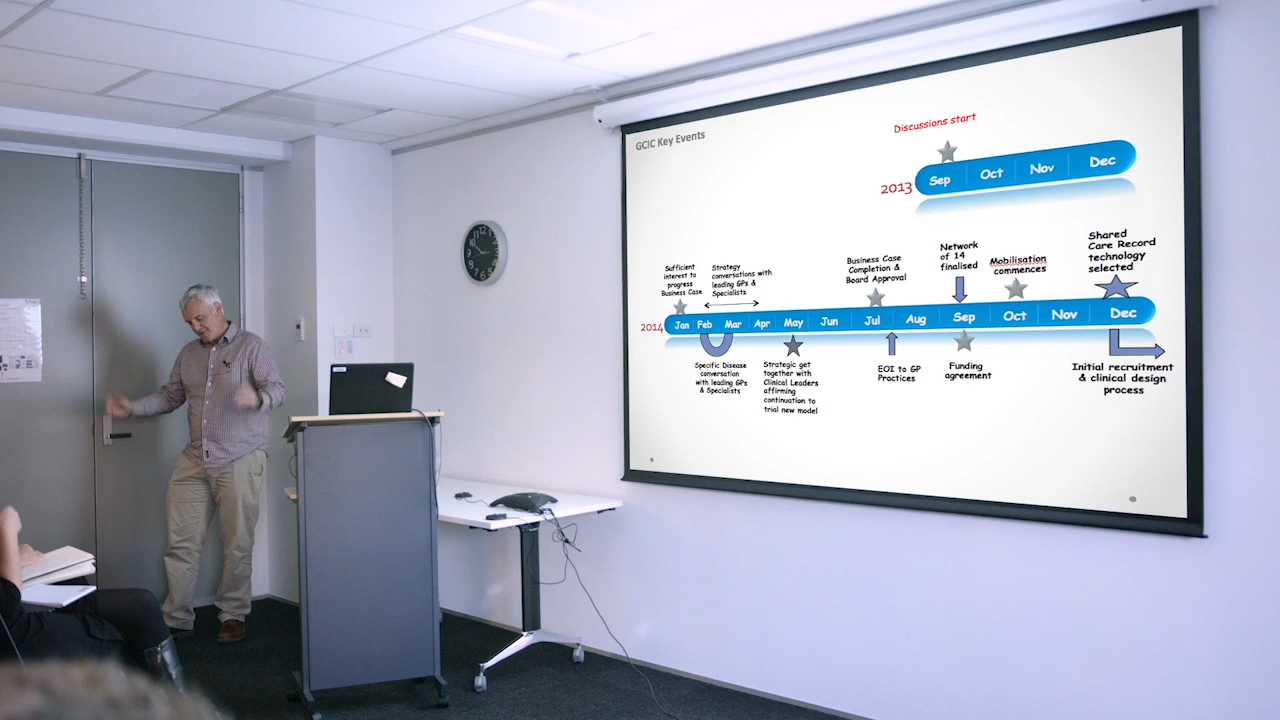 GCIC Key Events
Discussions start
2013
Sep Oct Nov Dec
Sufficient
interest to
progress
Business Case
Strategy
conversations with
leading GPs &
Specialists
Business Case
Completion &
Board Approval
Network
of 14
finalised
Mobilisation
commences
Shared
Care Record
technology
selected
2014
Jan Feb Mar Apr May Jun Jul Aug Sep Oct Nov Dec
Specific Disease
conversation
with leading GPs
& Specialists
Strategic get
together with
Clinical Leaders
affirming
continuation to
trial new model
EOI to GP
Practices
Funding
agreement
Initial recruitment
& clinical design
process